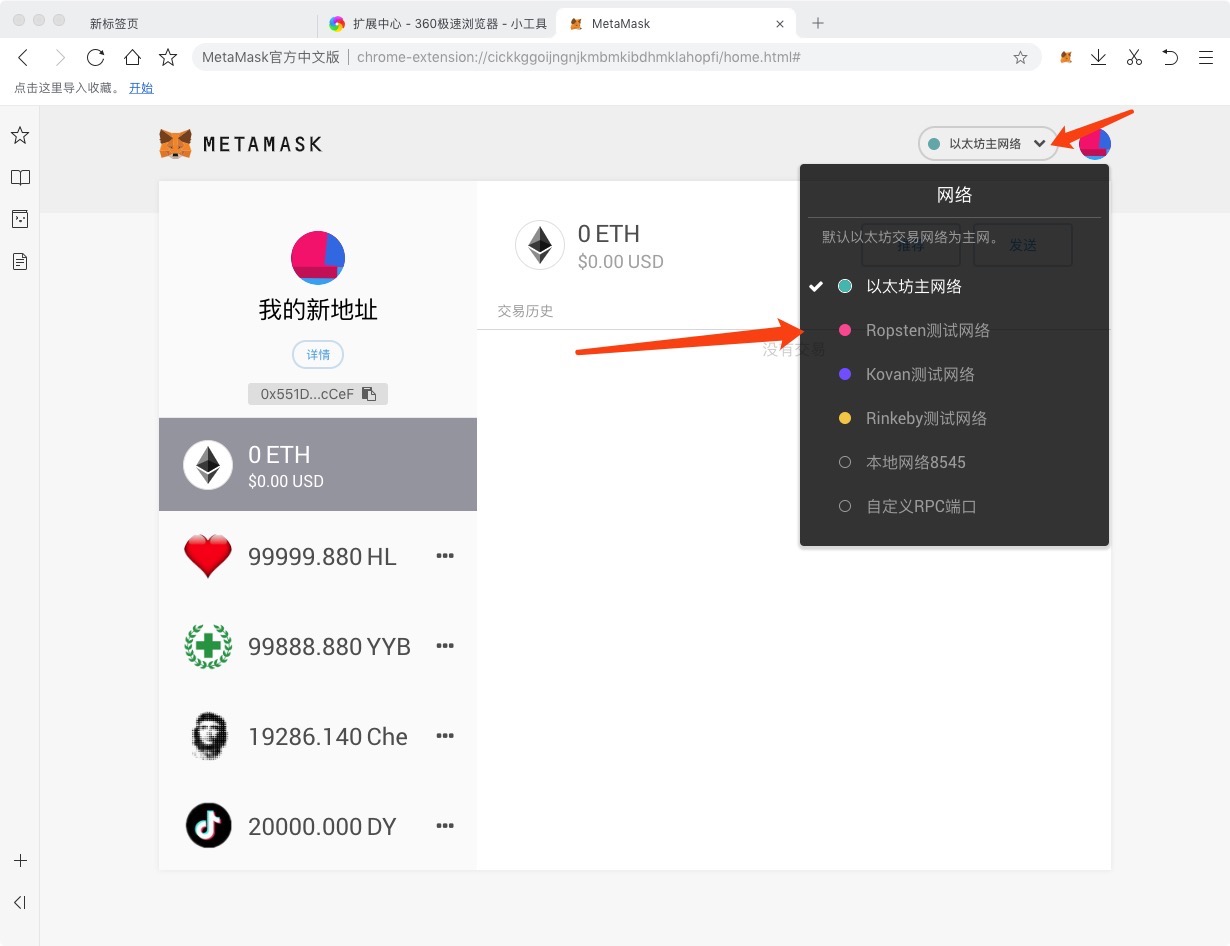 新标签页
扩展中心 - 360极速浏览器 - 小工具
MetaMask
MetaMask官方中文版
chrome-extension://cickkggoijngnjkmbmkibdhmklahopfi/home.html#
点击这里导入收藏。 开始
METAMASK
以太坊主网络
我的新地址
详情
0x551D...cCeF
0 ETH
$0.00 USD
99999.880 HL
99888.880 YYB
19286.140 Che
20000.000 DY
0 ETH
$0.00 USD
推荐
发送
交易历史
没有交易
网络
默认以太坊交易网络为主网。
以太坊主网络
Ropsten测试网络
Kovan测试网络
Rinkeby测试网络
本地网络8545
自定义RPC端口